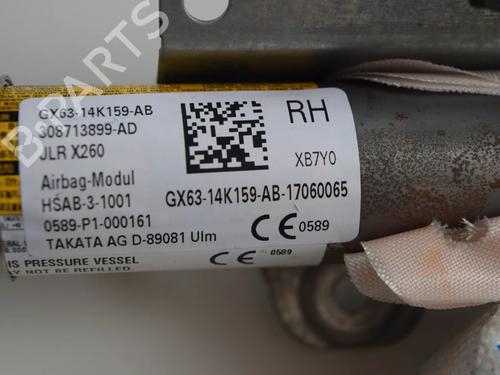 B-PARTS
GX63-14K159-AB
308713899-AD
JLR X260
Airbag-Modul
HSAB-3-1001
0589-P1-000161
TAKATA AG D-89081 Ulm
RH
XB7Y0
GX63-14K159-AB-17060065
CE 0589
IS PRESSURE VESSEL
AY NOT BE REFILLED.
CE 0589